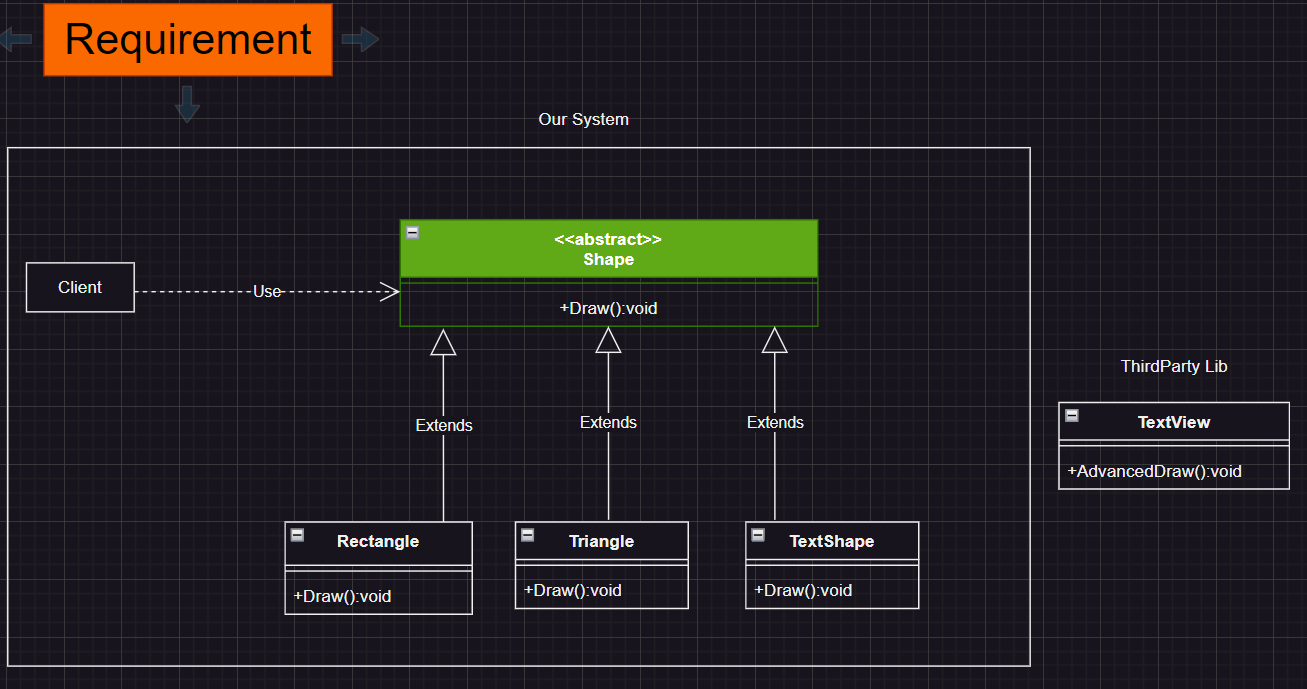 Requirement
Our System
<<abstract>>
Shape
Client
Use
+Draw():void
ThirdParty Lib
TextView
Extends
Extends
Extends
+AdvancedDraw():void
Rectangle
Triangle
TextShape
+Draw():void
+Draw():void
+Draw():void